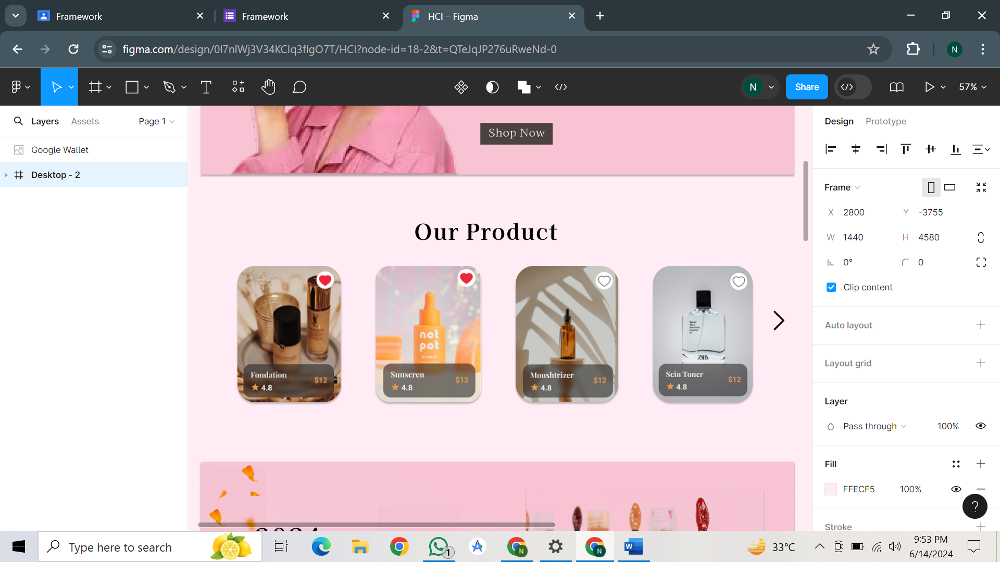 Framework
Framework
HCI – Figma
figma.com/design/0l7nlWj3V34KCIq3flgO7T/HCI?node-id=18-2&t=QTeJqJP276uRweNd-0
N
N
Share
57%
Layers
Assets
Page 1
Google Wallet
Desktop - 2
Shop Now
Our Product
Fondation
$12
4.8
not
pot
Sunscren
$12
4.8
Moushtrizer
$12
4.8
Seoul
ZARA
Scin Toner
$12
4.8
2024
Design
Prototype
Frame
X 2800
Y -3755
W 1440
H 4580
0°
0
Clip content
Auto layout
Layout grid
Layer
Pass through
100%
Fill
FFECF5
100%
?
Stroke
Type here to search
1
N
N
W
33°C
9:53 PM
6/14/2024